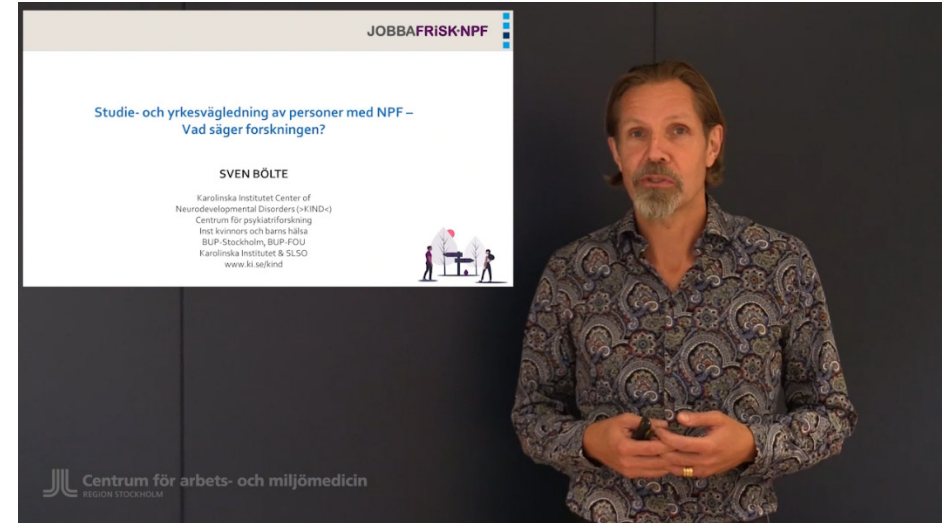 JOBBAFRiSK·NPF
Studie- och yrkesvägledning av personer med NPF –
Vad säger forskningen?
SVEN BÖLTE
Karolinska Institutet Center of
Neurodevelopmental Disorders (>KIND<)
Centrum för psykiatriforskning
Inst kvinnors och barns hälsa
BUP-Stockholm, BUP-FOU
Karolinska Institutet & SLSO
www.ki.se/kind
Centrum för arbets- och miljömedicin
REGION STOCKHOLM